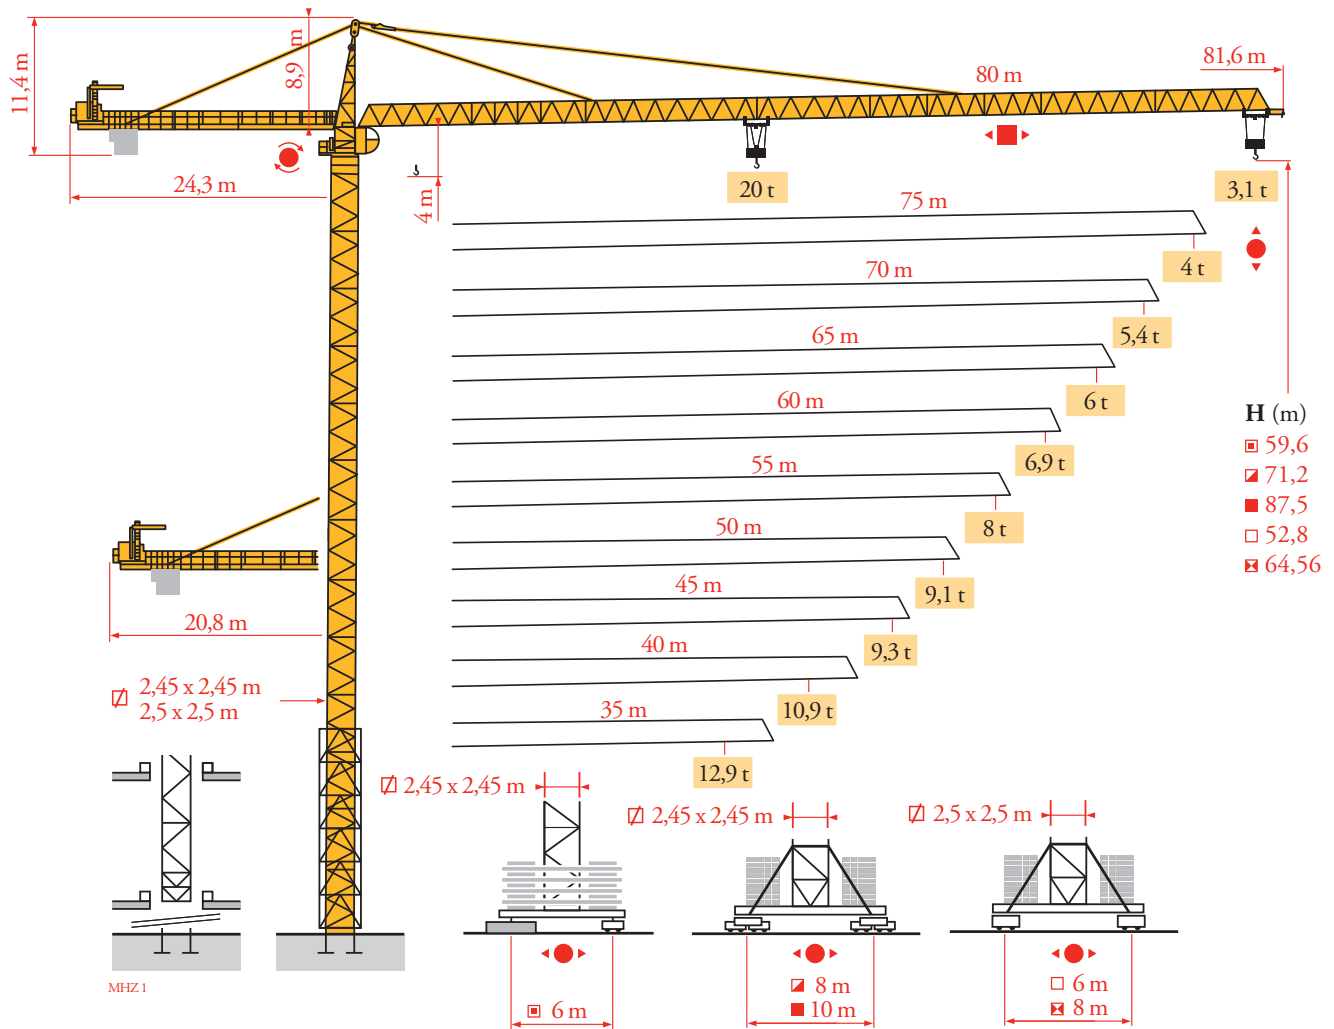 11,4 m
8,9 m
80 m
81,6 m
24,3 m
4 m
20 t
3,1 t
75 m
4 t
70 m
5,4 t
65 m
6 t
60 m
6,9 t
55 m
8 t
50 m
9,1 t
45 m
9,3 t
40 m
10,9 t
35 m
12,9 t
H (m)
59,6
71,2
87,5
52,8
64,56
20,8 m
2,45 x 2,45 m
2,5 x 2,5 m
2,45 x 2,45 m
2,45 x 2,45 m
2,5 x 2,5 m
MHZ 1
6 m
8 m
10 m
6 m
8 m